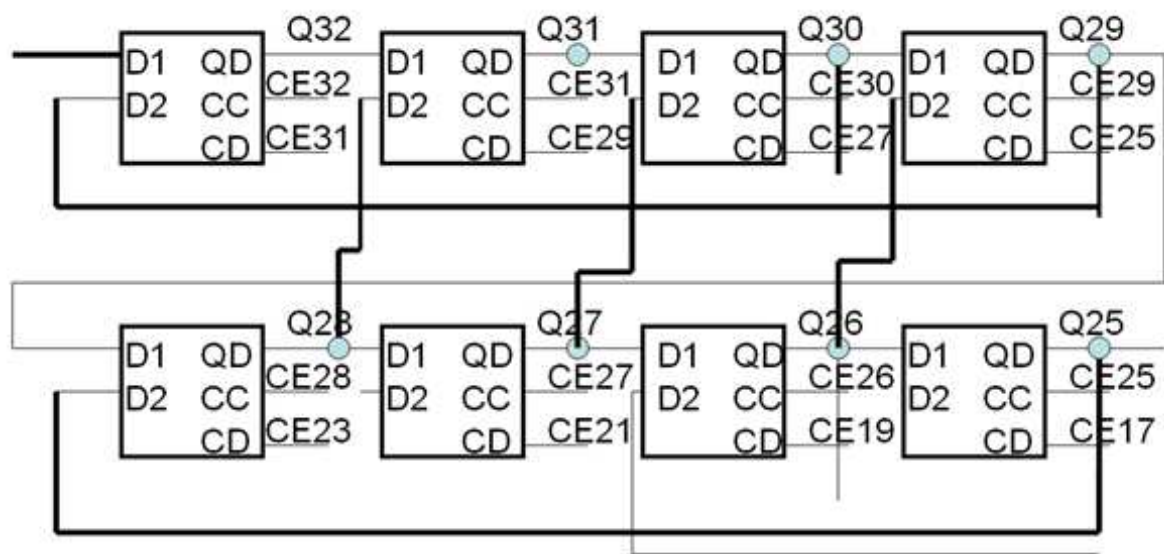 Q32 Q31 Q30 Q29
D1 QD D1 QD D1 QD D1 QD
CE32 CE31 CE30 CE29
D2 CC D2 CC D2 CC D2 CC
CE31 CE29 CE27 CE25
CD CD CD CD
Q28 Q27 Q26 Q25
D1 QD D1 QD D1 QD D1 QD
CE28 CE27 CE26 CE25
D2 CC D2 CC D2 CC D2 CC
CE23 CE21 CE19 CE17
CD CD CD CD